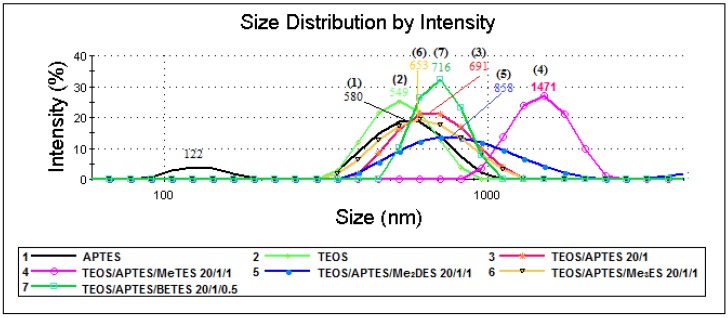 Size Distribution by Intensity
Intensity (%)
40
30
20
10
0
122
(1)
580
(2)
549
(6)
653
(7)
716
(3)
691
(5)
858
(4)
1471
100
1000
Size (nm)
1 APTES
2 TEOS
3 TEOS/APTES 20/1
4 TEOS/APTES/MeTES 20/1/1
5 TEOS/APTES/Me₂DES 20/1/1
6 TEOS/APTES/Me₃ES 20/1/1
7 TEOS/APTES/BETES 20/1/0.5